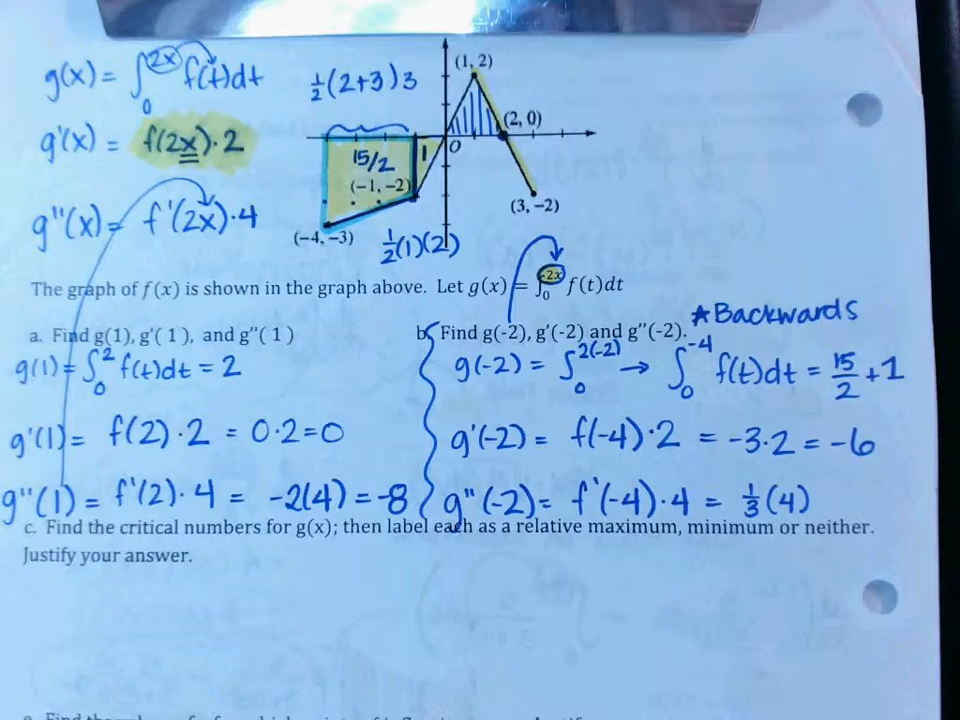 g(x) = ∫₀^2x f(t)dt
½(2+3)3
(1, 2)
g'(x) = f(2x)·2
(2, 0)
O
15/2
1
(-1, -2)
g''(x) = f'(2x)·4
(3, -2)
(-4, -3)
½(1)(2)
The graph of f(x) is shown in the graph above. Let g(x) = ∫₀^2x f(t)dt
★Backwards
a. Find g(1), g'( 1 ), and g''( 1 )
b. Find g(-2), g'(-2) and g''(-2).
g(1) = ∫₀² f(t)dt = 2
g(-2) = ∫₀^2(-2) → ∫₀^-4 f(t)dt = 15/2 + 1
g'(1) = f(2)·2 = 0·2=0
g'(-2) = f(-4)·2 = -3·2 = -6
g''(1) = f'(2)·4 = -2(4) = -8
g''(-2) = f'(-4)·4 = ⅓(4)
c. Find the critical numbers for g(x); then label each as a relative maximum, minimum or neither.
Justify your answer.